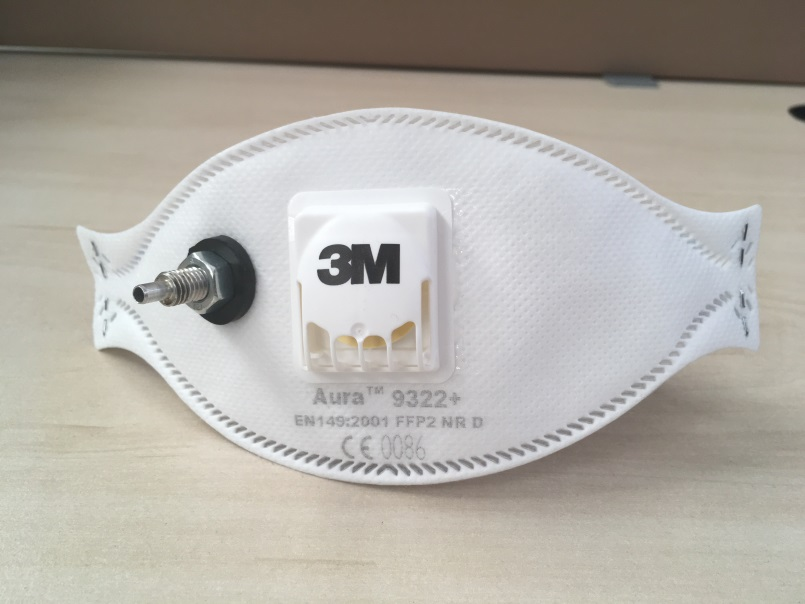 3M
Aura™ 9322+
EN149:2001 FFP2 NR D
CE 0086